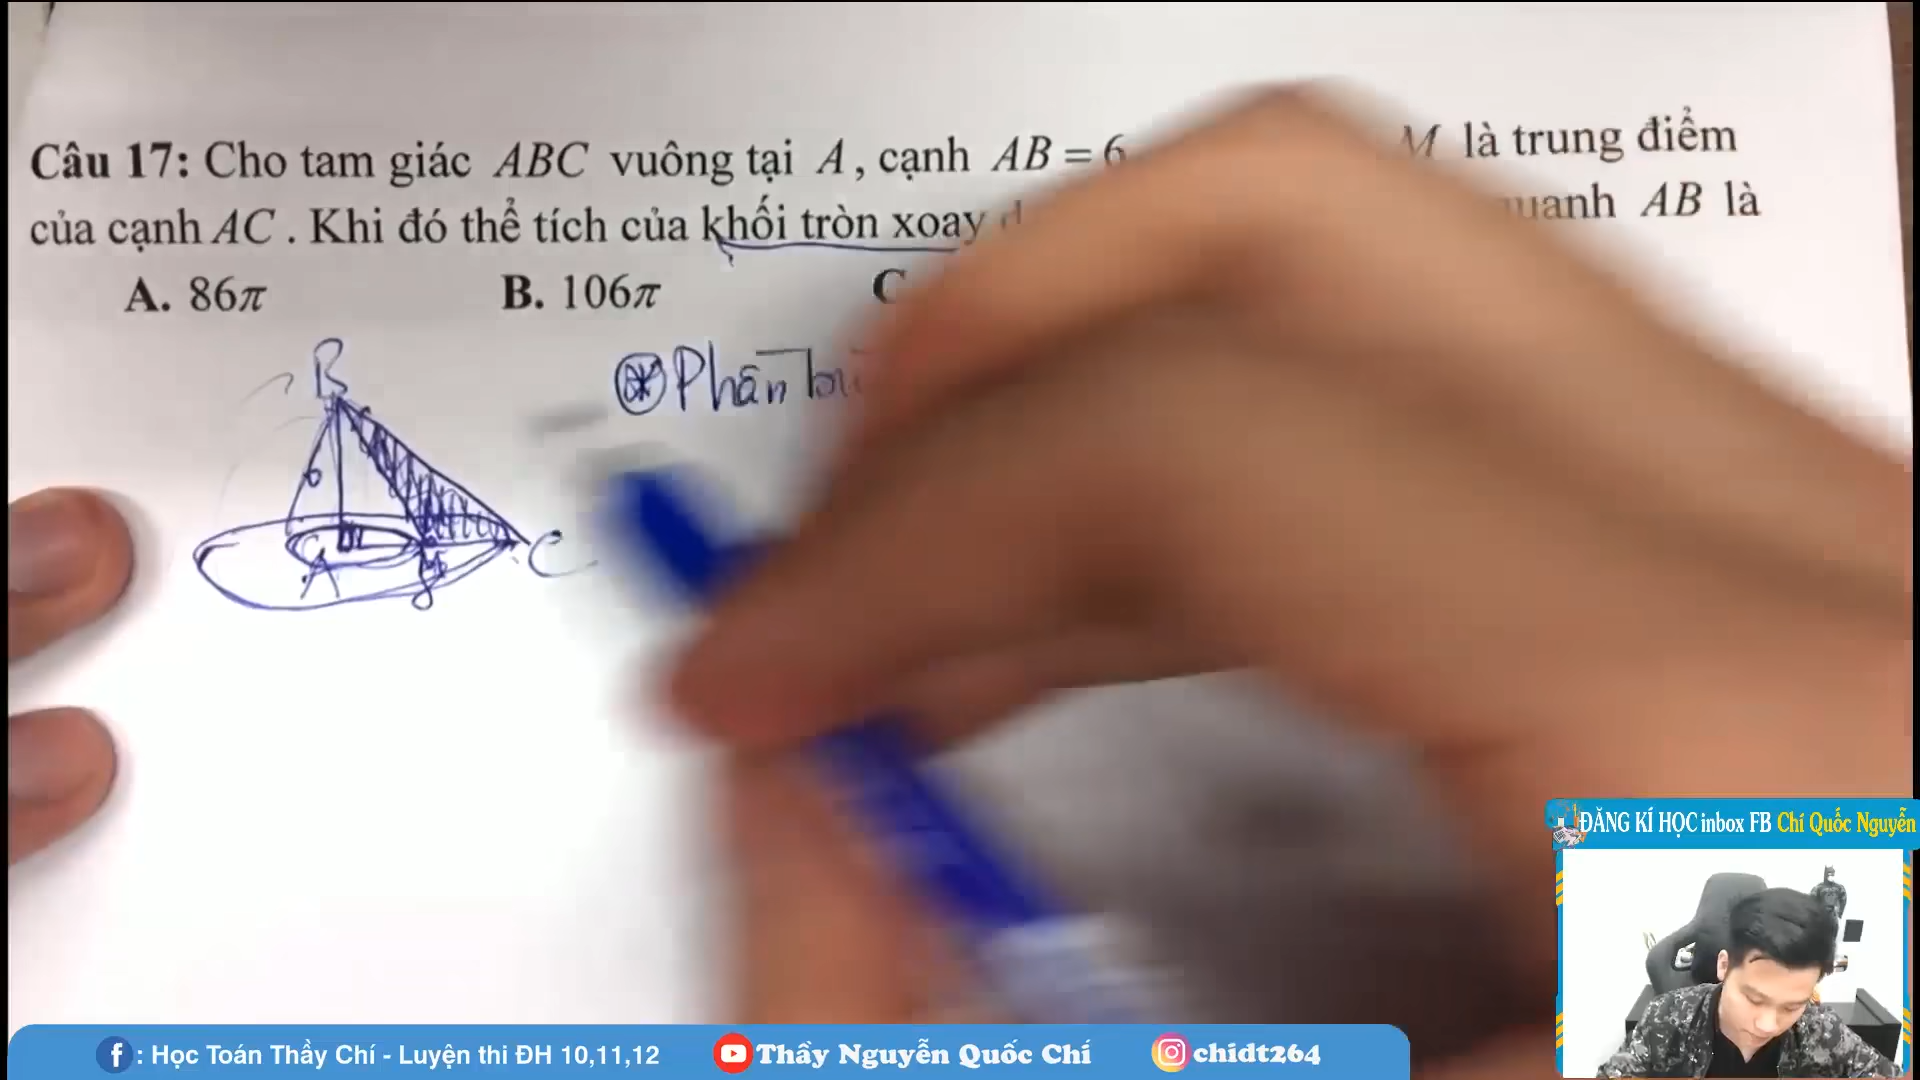 Câu 17: Cho tam giác ABC vuông tại A, cạnh AB = 6 M là trung điểm
của cạnh AC. Khi đó thể tích của khối tròn xoay quanh AB là
A. 86π B. 106π C
B
⊛ Phần
6
A
M
C
ĐĂNG KÍ HỌC inbox FB Chí Quốc Nguyễn
f : Học Toán Thầy Chí - Luyện thi ĐH 10,11,12 Thầy Nguyễn Quốc Chí chidt264